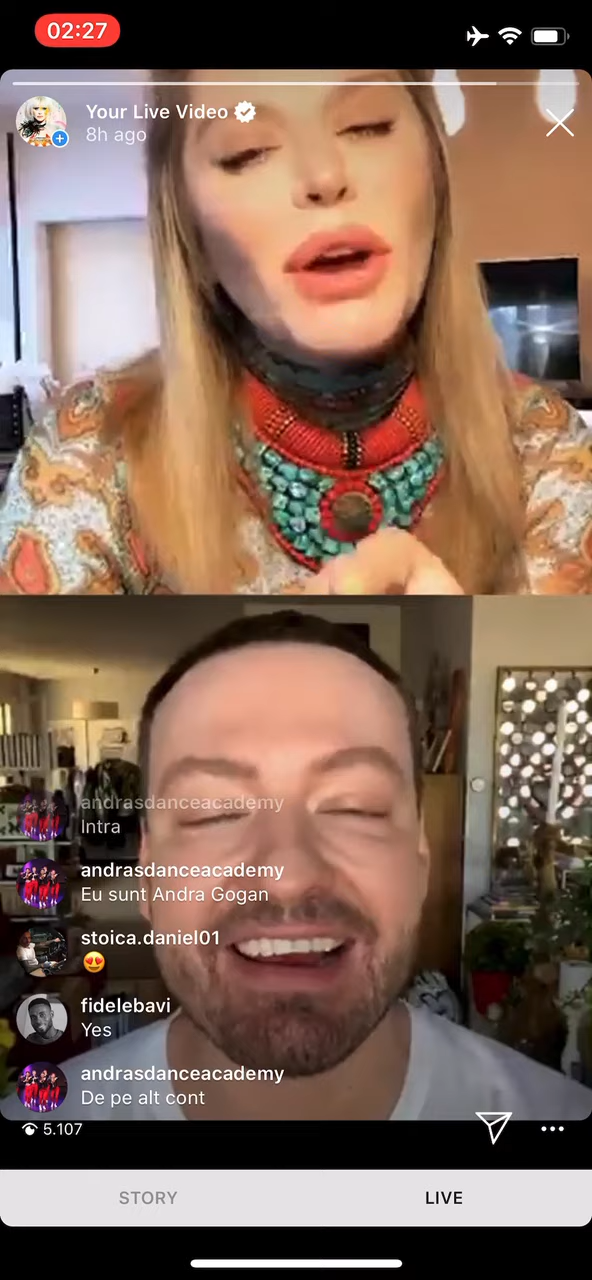 02:27
Your Live Video
8h ago
andrasdanceacademy
Intra
andrasdanceacademy
Eu sunt Andra Gogan
stoica.daniel01
😍
fidelebavi
Yes
andrasdanceacademy
De pe alt cont
5.107
STORY
LIVE